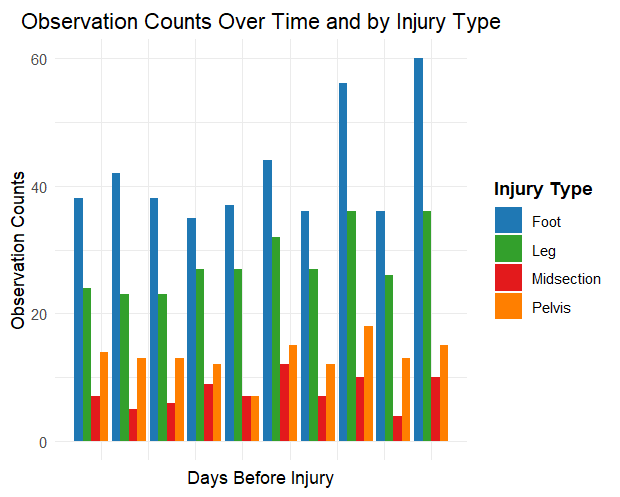 Observation Counts Over Time and by Injury Type
60
40
20
0
Observation Counts
Days Before Injury
Injury Type
Foot
Leg
Midsection
Pelvis